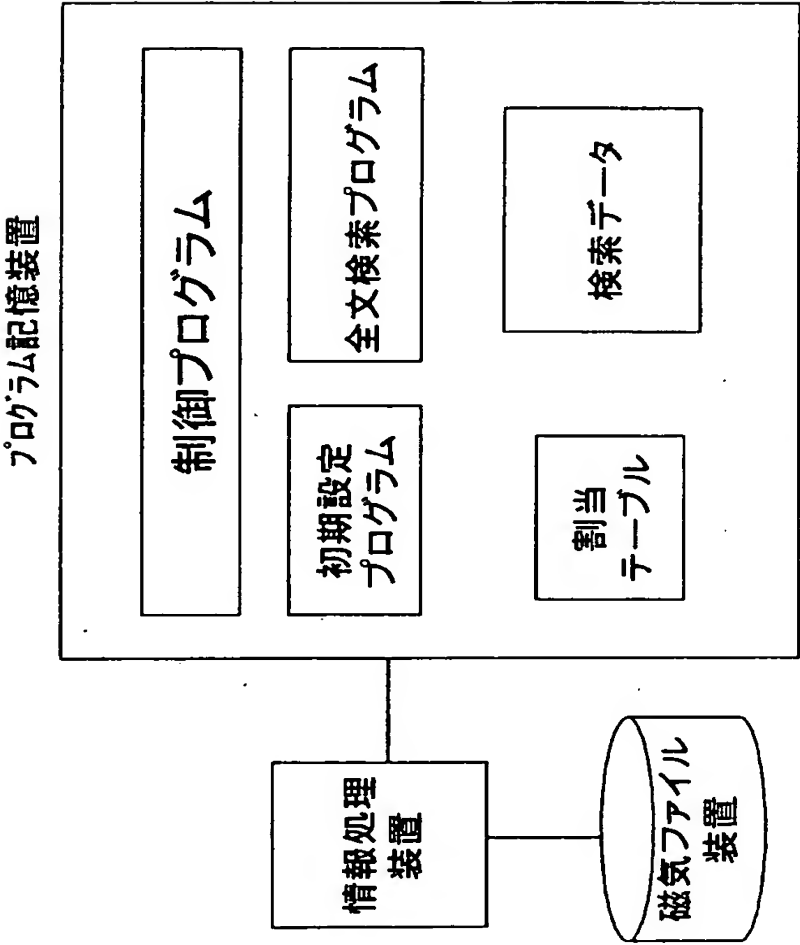 プログラム記憶装置
制御プログラム
初期設定
プログラム
全文検索プログラム
割当
テーブル
検索データ
情報処理
装置
磁気ファイル
装置